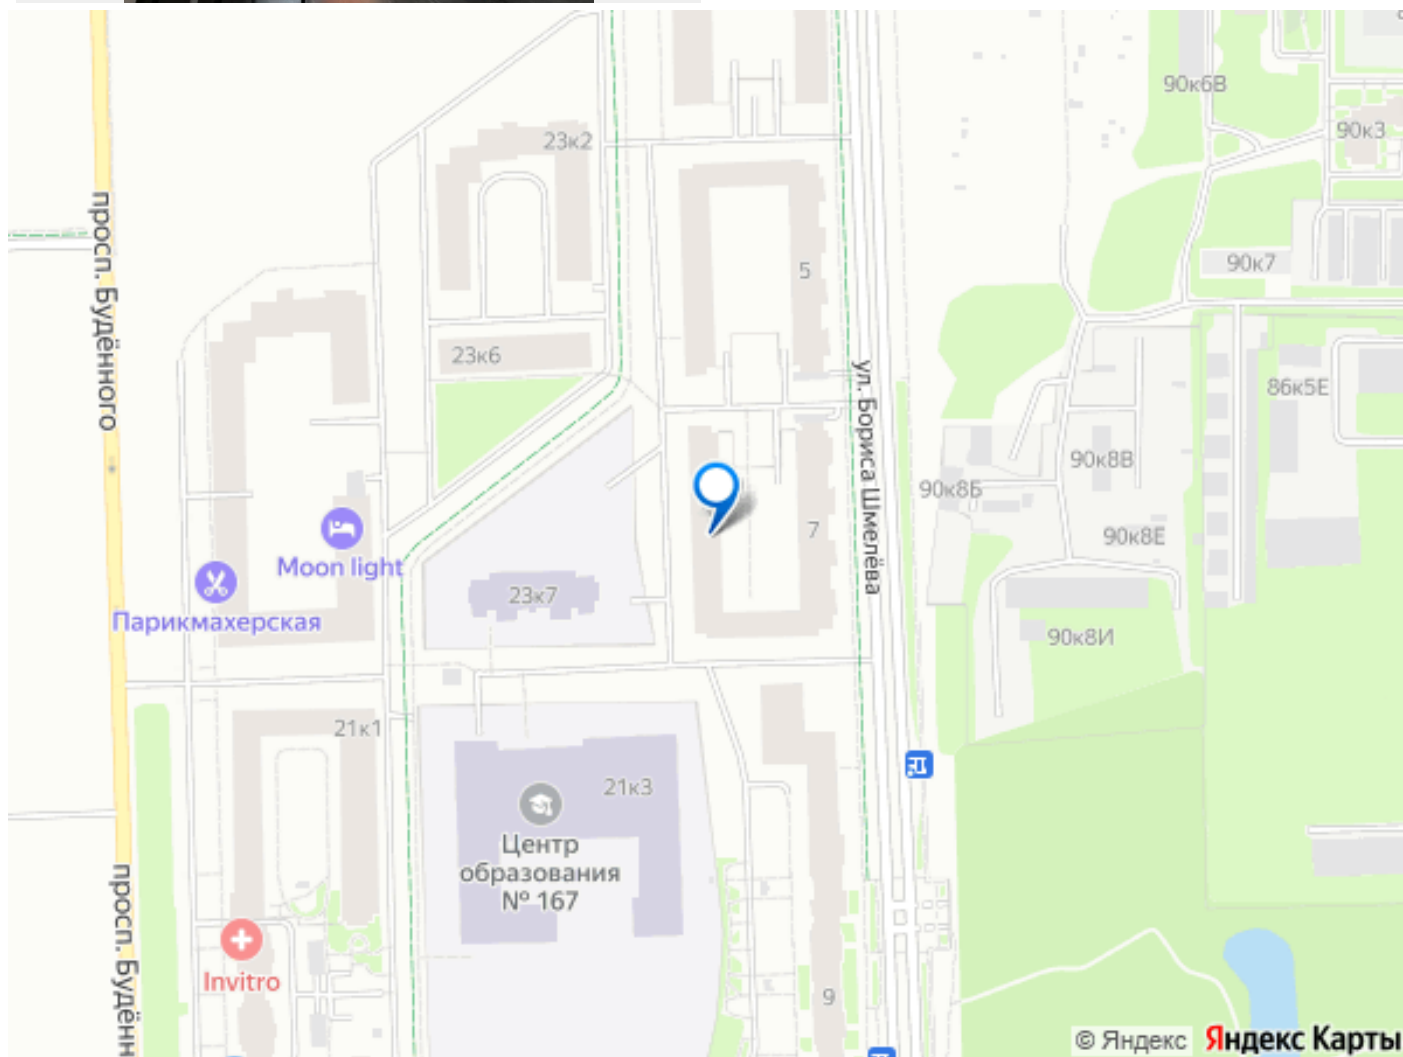 90к6В
90к3
23к2
просп. Будённого
5
90к7
23к6
ул. Бориса Шмелёва
86к5Е
90к8В
90к8Б
7
90к8Е
Moon light
23к7
Парикмахерская
90к8И
21к1
21к3
Центр
образования
№ 167
просп. Будённ
Invitro
9
© Яндекс
Яндекс Карты